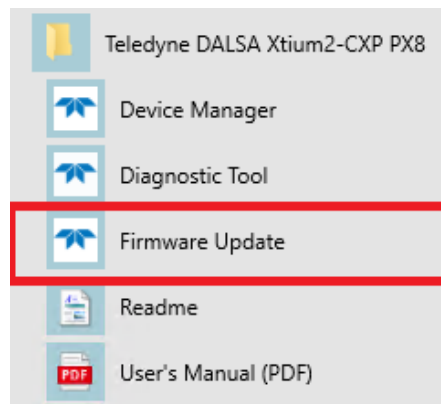 Teledyne DALSA Xtium2-CXP PX8
Device Manager
Diagnostic Tool
Firmware Update
Readme
PDF
User's Manual (PDF)